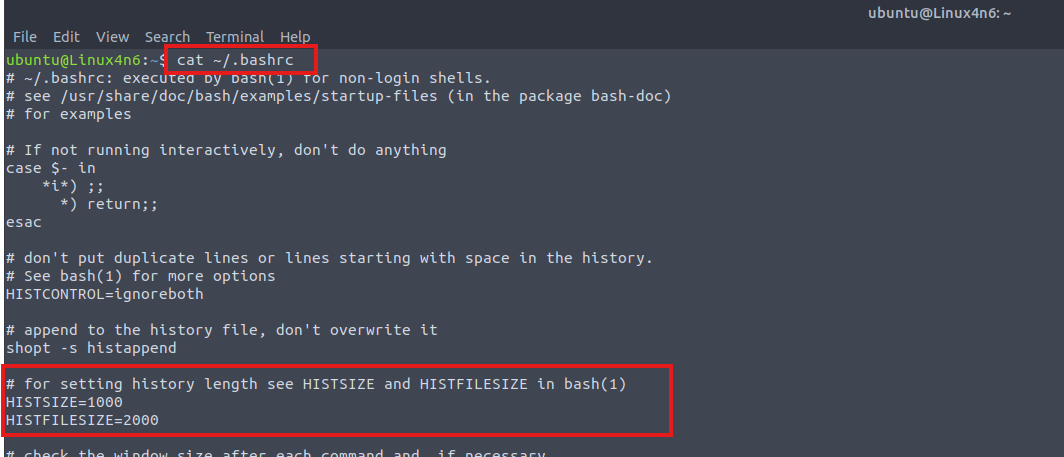 ubuntu@Linux4n6: ~
File Edit View Search Terminal Help
ubuntu@Linux4n6:~$ cat ~/.bashrc
# ~/.bashrc: executed by bash(1) for non-login shells.
# see /usr/share/doc/bash/examples/startup-files (in the package bash-doc)
# for examples
# If not running interactively, don't do anything
case $- in
*i*) ;;
*) return;;
esac
# don't put duplicate lines or lines starting with space in the history.
# See bash(1) for more options
HISTCONTROL=ignoreboth
# append to the history file, don't overwrite it
shopt -s histappend
# for setting history length see HISTSIZE and HISTFILESIZE in bash(1)
HISTSIZE=1000
HISTFILESIZE=2000
# check the window size after each command and, if necessary,